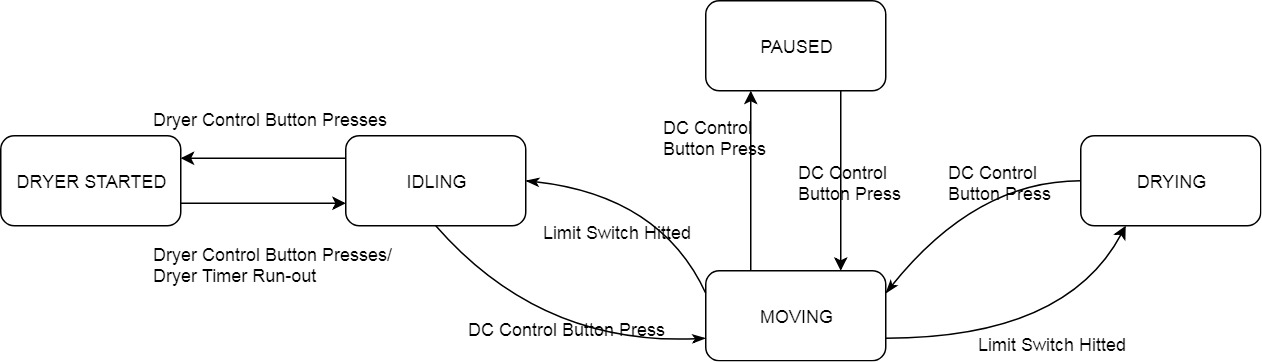 PAUSED
Dryer Control Button Presses
DC Control
Button Press
DRYER STARTED
IDLING
DC Control
Button Press
DC Control
Button Press
DRYING
Limit Switch Hitted
Dryer Control Button Presses/
Dryer Timer Run-out
MOVING
DC Control Button Press
Limit Switch Hitted